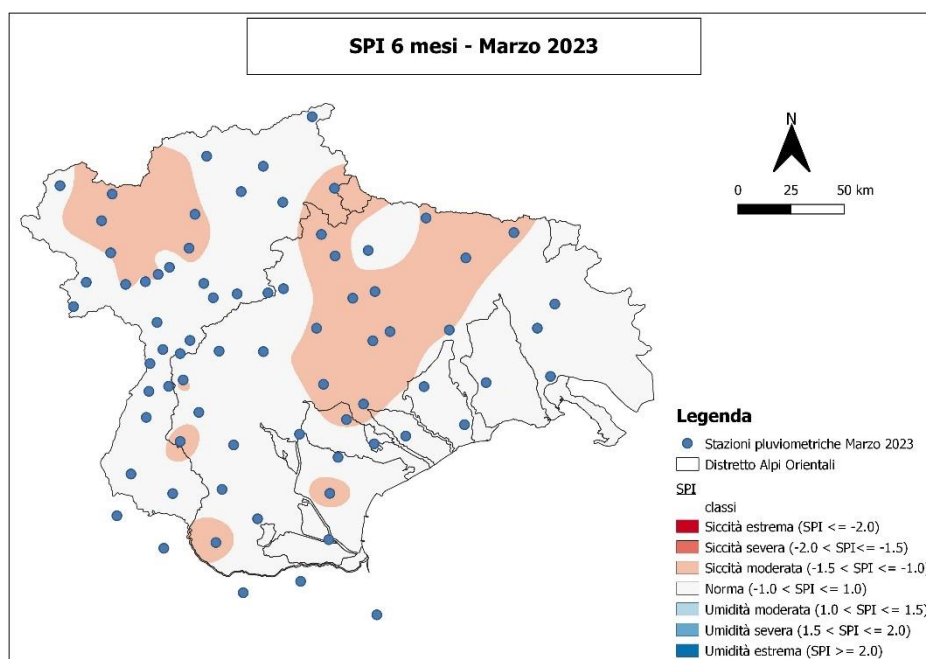 SPI 6 mesi - Marzo 2023
N
0 25 50 km
Legenda
Stazioni pluviometriche Marzo 2023
Distretto Alpi Orientali
SPI
classi
Siccità estrema (SPI <= -2.0)
Siccità severa (-2.0 < SPI<= -1.5)
Siccità moderata (-1.5 < SPI <= -1.0)
Norma (-1.0 < SPI <= 1.0)
Umidità moderata (1.0 < SPI <= 1.5)
Umidità severa (1.5 < SPI <= 2.0)
Umidità estrema (SPI >= 2.0)